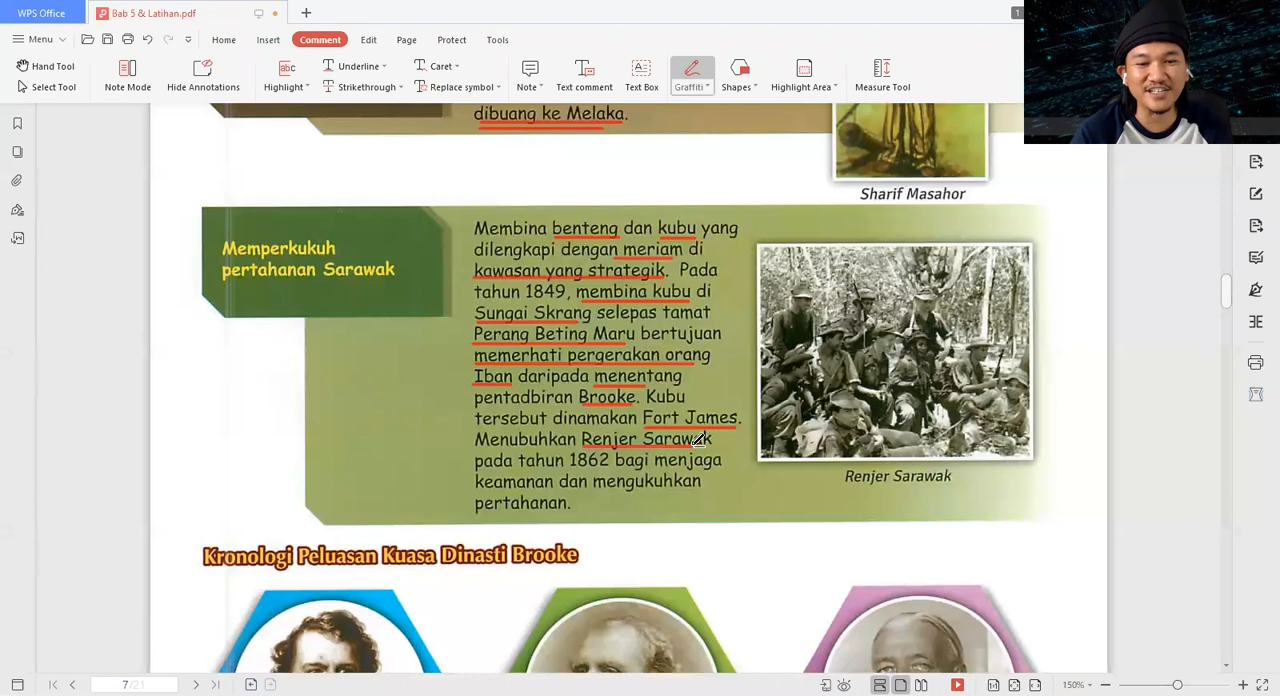 WPS Office
Bab 5 & Latihan.pdf
1
Menu
Home
Insert
Comment
Edit
Page
Protect
Tools
Hand Tool
Select Tool
Note Mode
Hide Annotations
Highlight
Underline
Strikethrough
Caret
Replace symbol
Note
Text comment
Text Box
Graffiti
Shapes
Highlight Area
Measure Tool
dibuang ke Melaka.
Sharif Masahor
Memperkukuh
pertahanan Sarawak
Membina benteng dan kubu yang
dilengkapi dengan meriam di
kawasan yang strategik. Pada
tahun 1849, membina kubu di
Sungai Skrang selepas tamat
Perang Beting Maru bertujuan
memerhati pergerakan orang
Iban daripada menentang
pentadbiran Brooke. Kubu
tersebut dinamakan Fort James.
Menubuhkan Renjer Sarawak
pada tahun 1862 bagi menjaga
keamanan dan mengukuhkan
pertahanan.
Renjer Sarawak
Kronologi Peluasan Kuasa Dinasti Brooke
7/21
150%